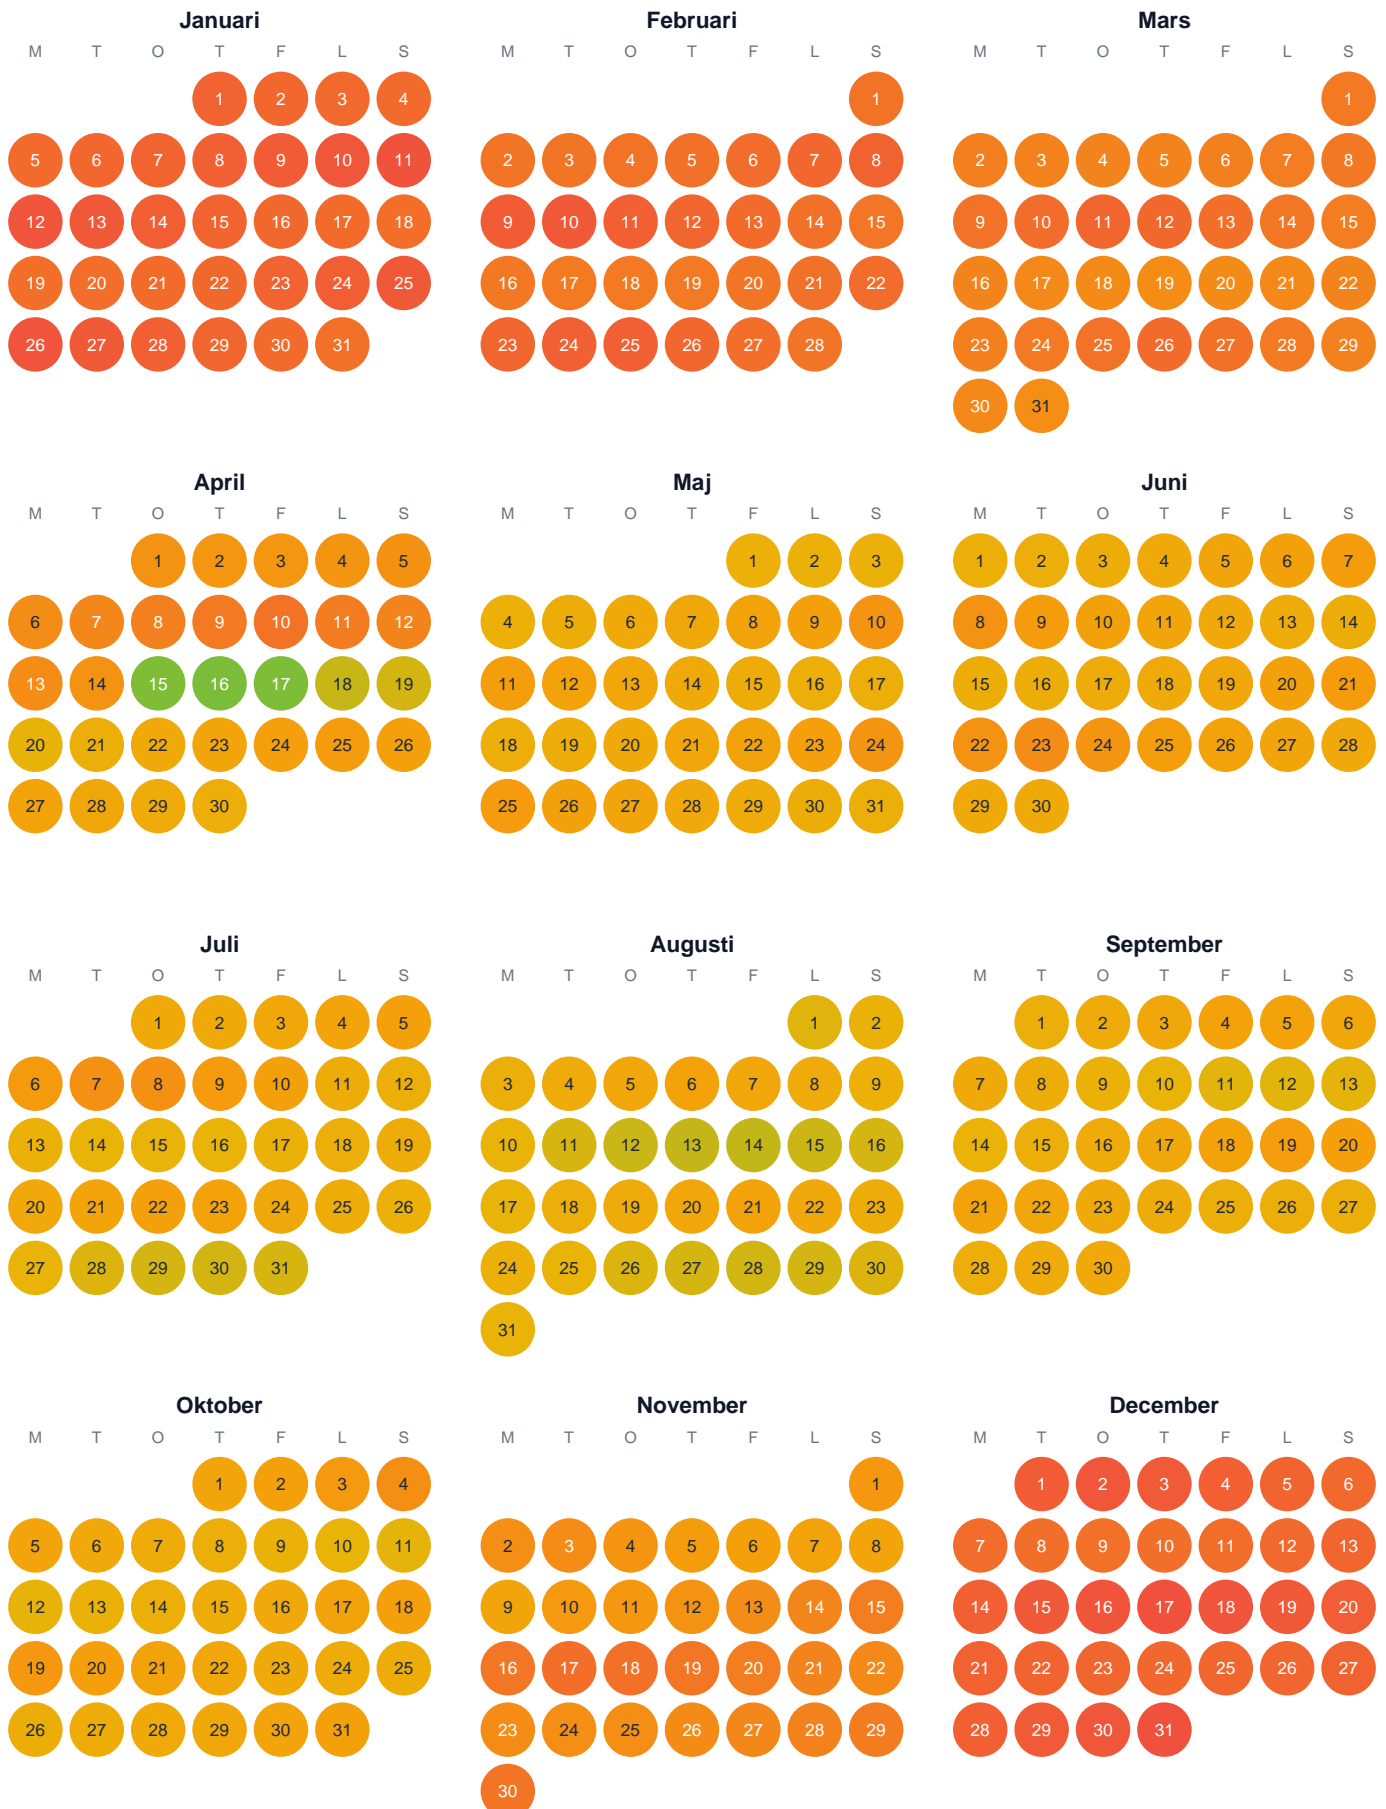 Januari Februari Mars
M T O T F L S M T O T F L S M T O T F L S
1 2 3 4 1 1
5 6 7 8 9 10 11 2 3 4 5 6 7 8 2 3 4 5 6 7 8
12 13 14 15 16 17 18 9 10 11 12 13 14 15 9 10 11 12 13 14 15
19 20 21 22 23 24 25 16 17 18 19 20 21 22 16 17 18 19 20 21 22
26 27 28 29 30 31 23 24 25 26 27 28 23 24 25 26 27 28 29
30 31
April Maj Juni
M T O T F L S M T O T F L S M T O T F L S
1 2 3 4 5 1 2 3 1 2 3 4 5 6 7
6 7 8 9 10 11 12 4 5 6 7 8 9 10 8 9 10 11 12 13 14
13 14 15 16 17 18 19 11 12 13 14 15 16 17 15 16 17 18 19 20 21
20 21 22 23 24 25 26 18 19 20 21 22 23 24 22 23 24 25 26 27 28
27 28 29 30 25 26 27 28 29 30 31 29 30
Juli Augusti September
M T O T F L S M T O T F L S M T O T F L S
1 2 3 4 5 1 2 1 2 3 4 5 6
6 7 8 9 10 11 12 3 4 5 6 7 8 9 7 8 9 10 11 12 13
13 14 15 16 17 18 19 10 11 12 13 14 15 16 14 15 16 17 18 19 20
20 21 22 23 24 25 26 17 18 19 20 21 22 23 21 22 23 24 25 26 27
27 28 29 30 31 24 25 26 27 28 29 30 28 29 30
31
Oktober November December
M T O T F L S M T O T F L S M T O T F L S
1 2 3 4 1 1 2 3 4 5 6
5 6 7 8 9 10 11 2 3 4 5 6 7 8 7 8 9 10 11 12 13
12 13 14 15 16 17 18 9 10 11 12 13 14 15 14 15 16 17 18 19 20
19 20 21 22 23 24 25 16 17 18 19 20 21 22 21 22 23 24 25 26 27
26 27 28 29 30 31 23 24 25 26 27 28 29 28 29 30 31
30